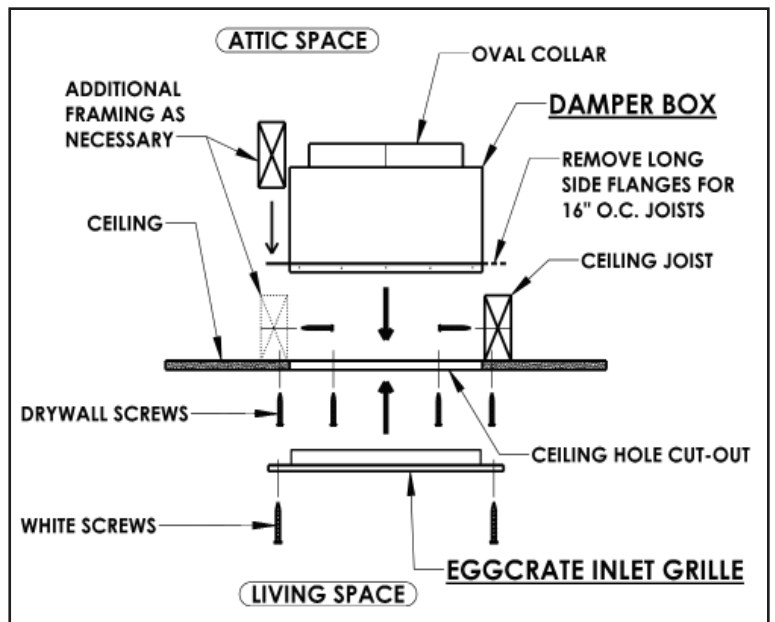 ATTIC SPACE
OVAL COLLAR
ADDITIONAL
FRAMING AS
NECESSARY
DAMPER BOX
REMOVE LONG
SIDE FLANGES FOR
16" O.C. JOISTS
CEILING
CEILING JOIST
DRYWALL SCREWS
CEILING HOLE CUT-OUT
WHITE SCREWS
EGGCRATE INLET GRILLE
LIVING SPACE